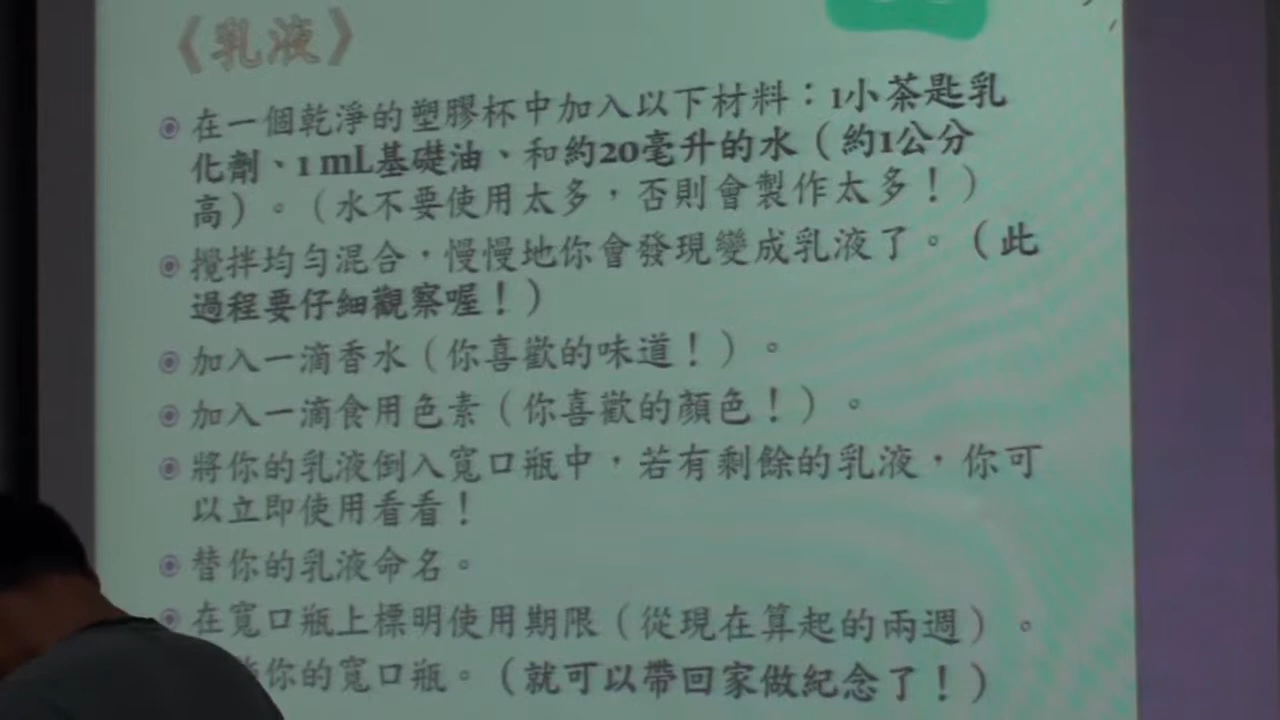 《乳液》
在一個乾淨的塑膠杯中加入以下材料：1小茶匙乳
化劑、1 mL基礎油、和約20毫升的水（約1公分
高）。（水不要使用太多，否則會製作太多！）
攪拌均勻混合，慢慢地你會發現變成乳液了。（此
過程要仔細觀察喔！）
加入一滴香水（你喜歡的味道！）。
加入一滴食用色素（你喜歡的顏色！）。
將你的乳液倒入寬口瓶中，若有剩餘的乳液，你可
以立即使用看看！
替你的乳液命名。
在寬口瓶上標明使用期限（從現在算起的兩週）。
你的寬口瓶。（就可以帶回家做紀念了！）